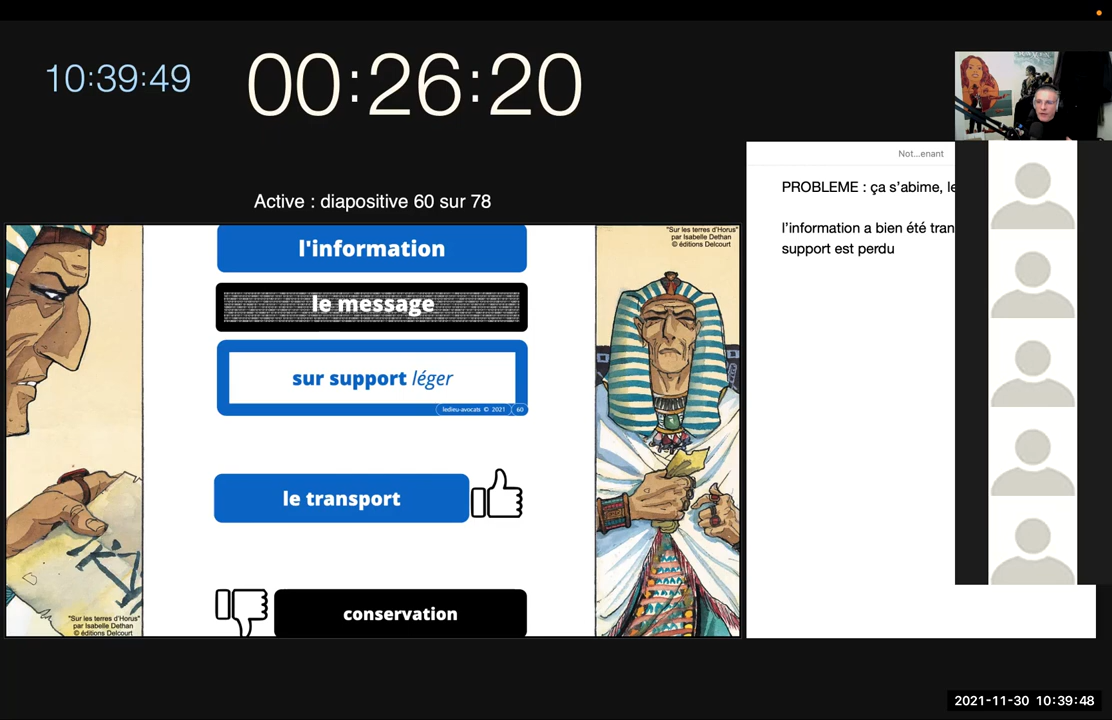 10:39:49
00:26:20
Active : diapositive 60 sur 78
Not...enant
PROBLEME : ça s'abime, le
l'information a bien été tran
support est perdu
l'information
le message
sur support léger
ledieu-avocats © 2021 60
le transport
conservation
"Sur les terres d'Horus"
par Isabelle Dethan
© éditions Delcourt
"Sur les terres d'Horus"
par Isabelle Dethan
© éditions Delcourt
2021-11-30 10:39:48